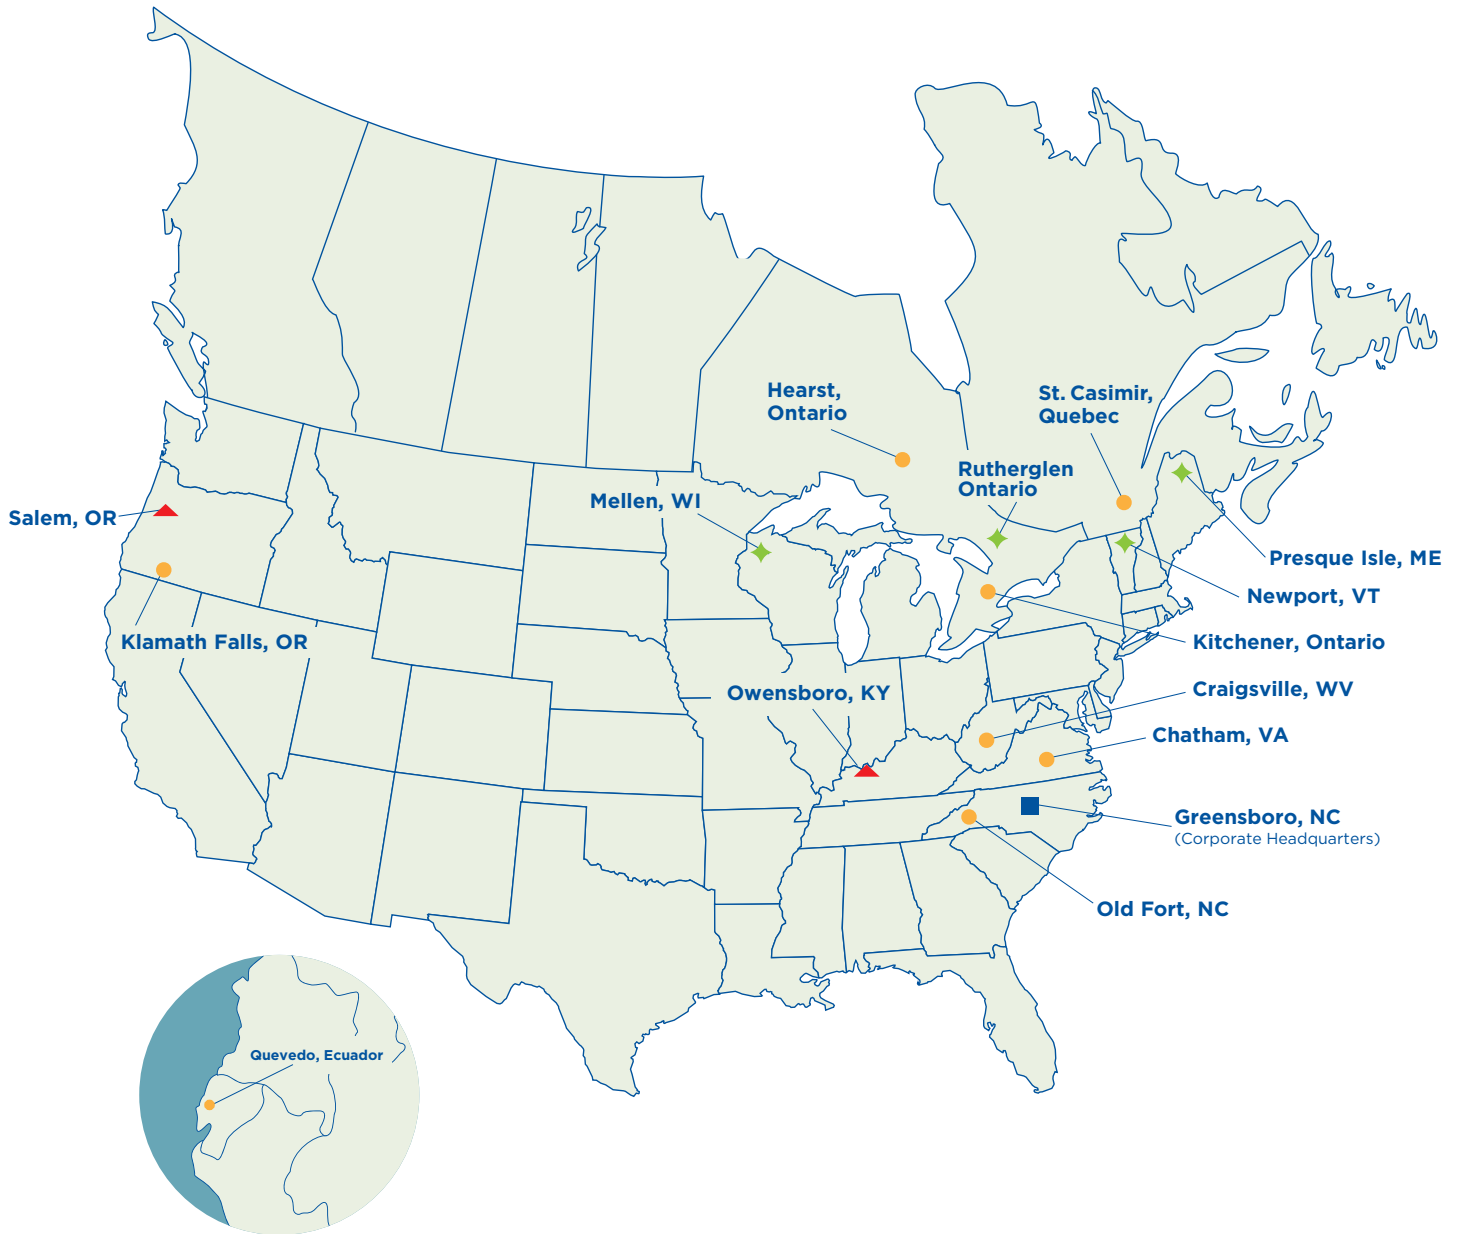 Hearst,
Ontario
St. Casimir,
Quebec
Rutherglen
Ontario
Mellen, WI
Salem, OR
Presque Isle, ME
Newport, VT
Klamath Falls, OR
Kitchener, Ontario
Owensboro, KY
Craigsville, WV
Chatham, VA
Greensboro, NC
(Corporate Headquarters)
Old Fort, NC
Quevedo, Ecuador